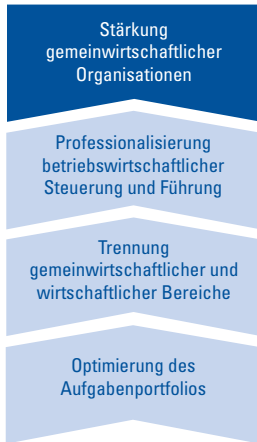 Stärkung
gemeinwirtschaftlicher
Organisationen
Professionalisierung
betriebswirtschaftlicher
Steuerung und Führung
Trennung
gemeinwirtschaftlicher und
wirtschaftlicher Bereiche
Optimierung des
Aufgabenportfolios